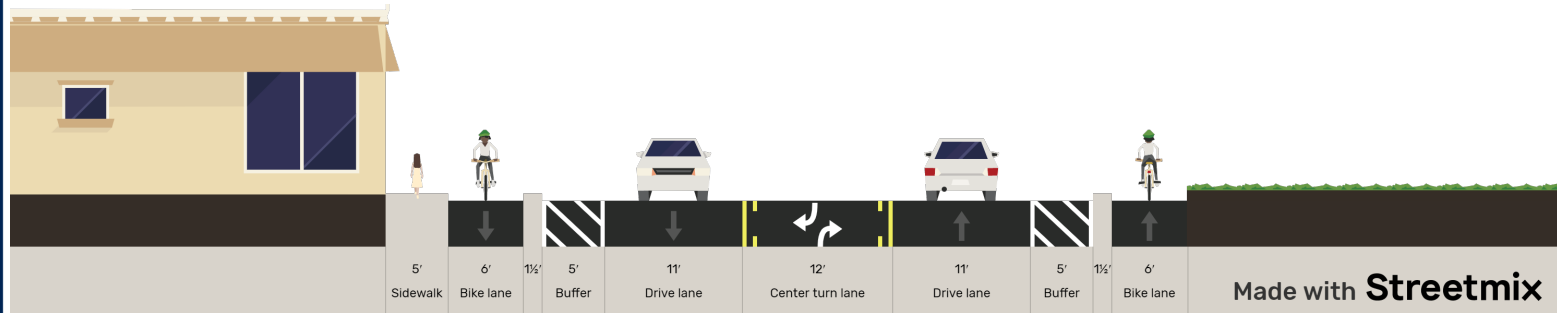 5′ 6′ 1½′ 5′ 11′ 12′ 11′ 5′ 1½′ 6′
Sidewalk Bike lane Buffer Drive lane Center turn lane Drive lane Buffer Bike lane
Made with Streetmix